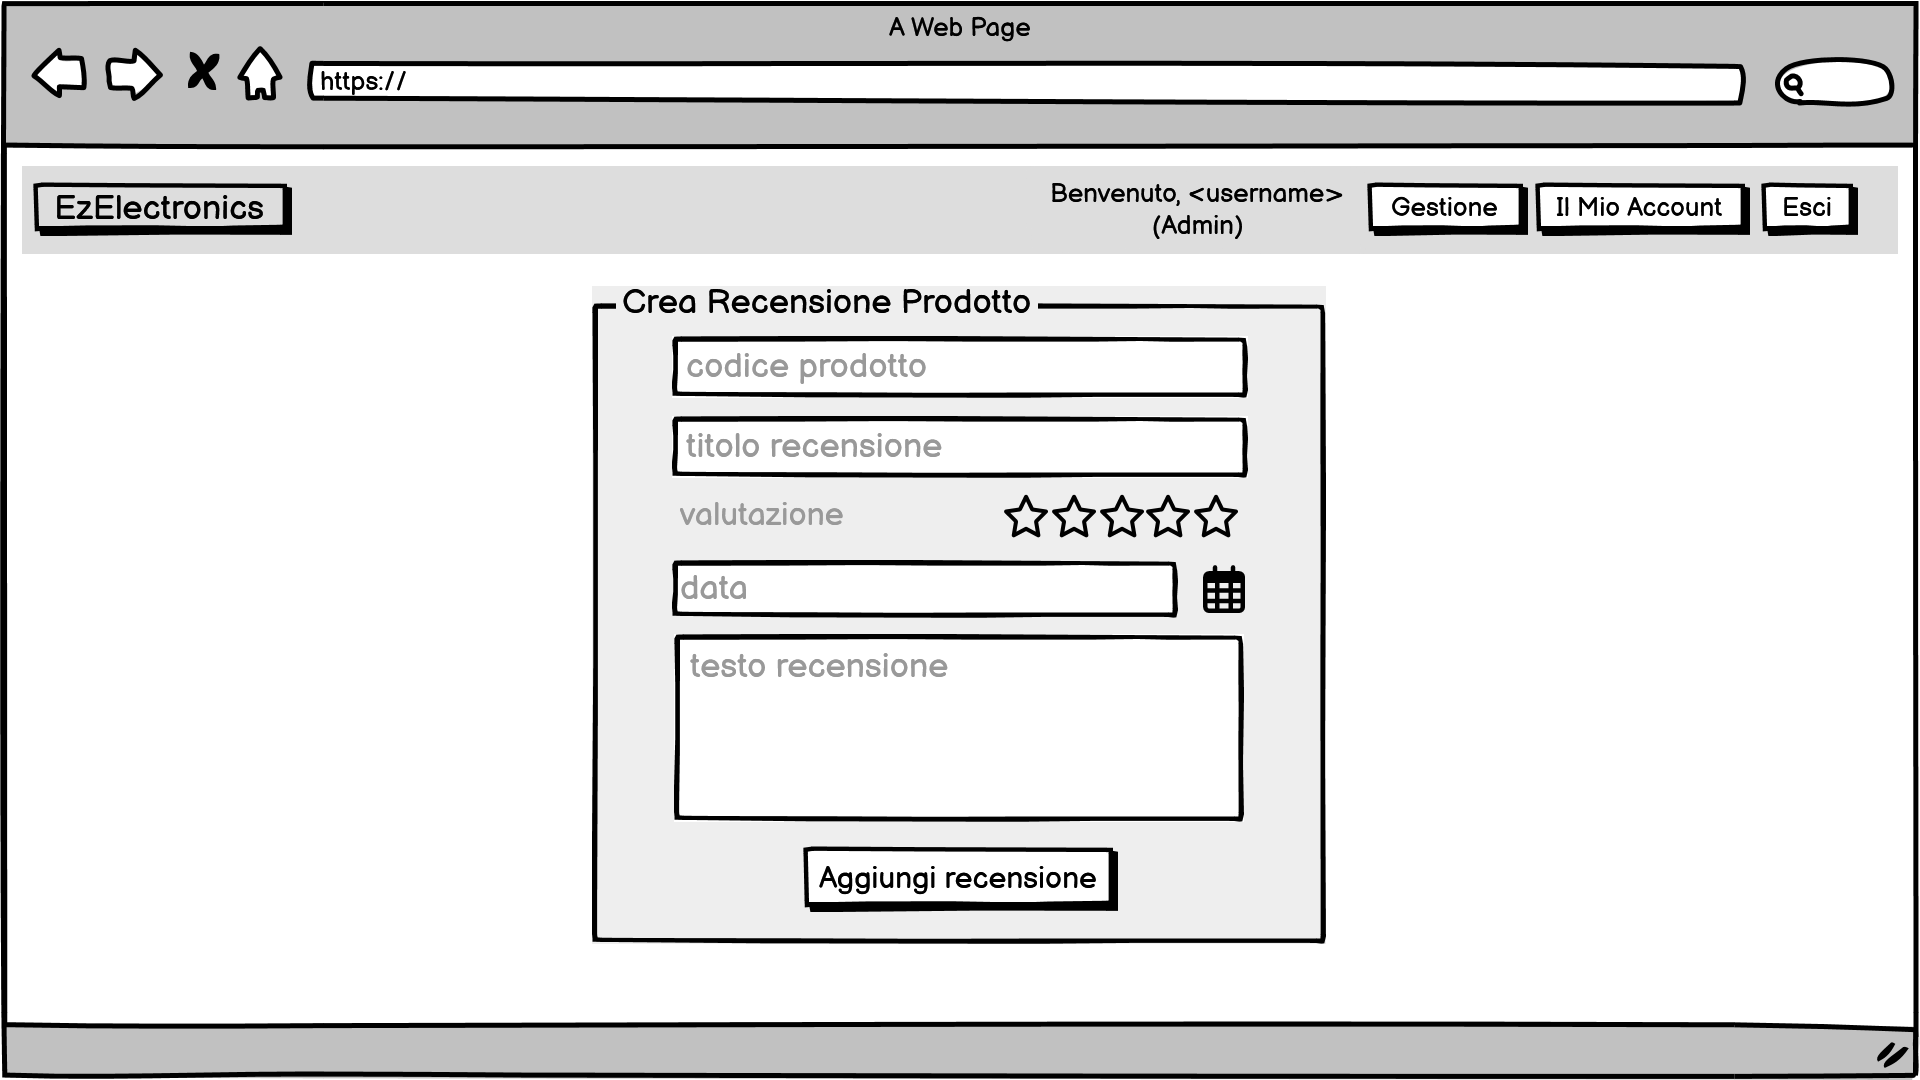 A Web Page
https://
EzElectronics
Benvenuto, <username>
(Admin)
Gestione
Il Mio Account
Esci
Crea Recensione Prodotto
codice prodotto
titolo recensione
valutazione
data
testo recensione
Aggiungi recensione